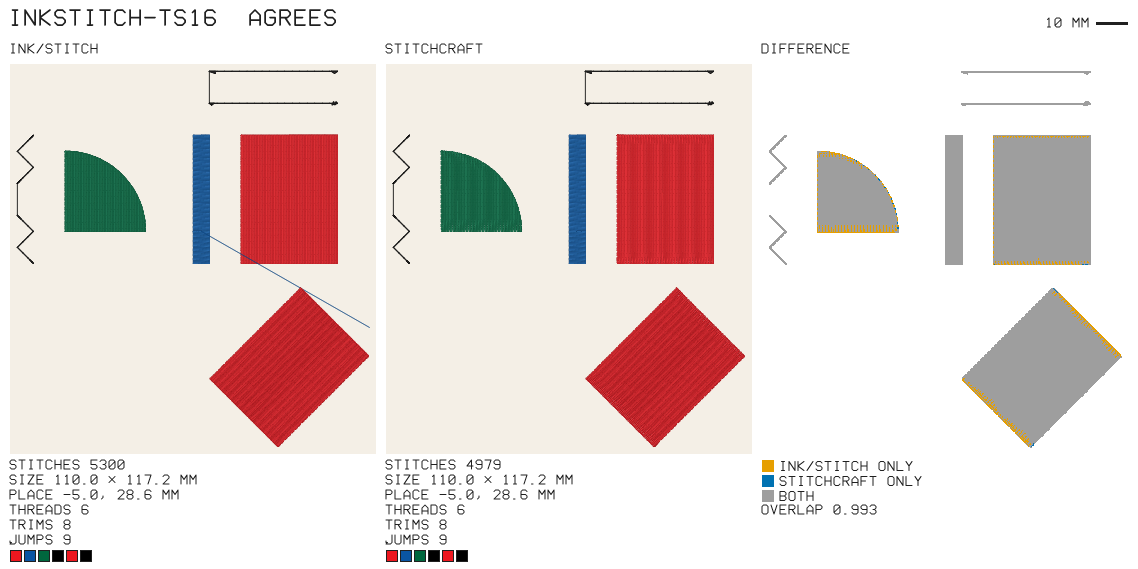 INKSTITCH-TS16 AGREES
10 MM
INK/STITCH
STITCHCRAFT
DIFFERENCE
STITCHES 5300
SIZE 110.0 × 117.2 MM
PLACE -5.0, 28.6 MM
THREADS 6
TRIMS 8
JUMPS 9
STITCHES 4979
SIZE 110.0 × 117.2 MM
PLACE -5.0, 28.6 MM
THREADS 6
TRIMS 8
JUMPS 9
INK/STITCH ONLY
STITCHCRAFT ONLY
BOTH
OVERLAP 0.993